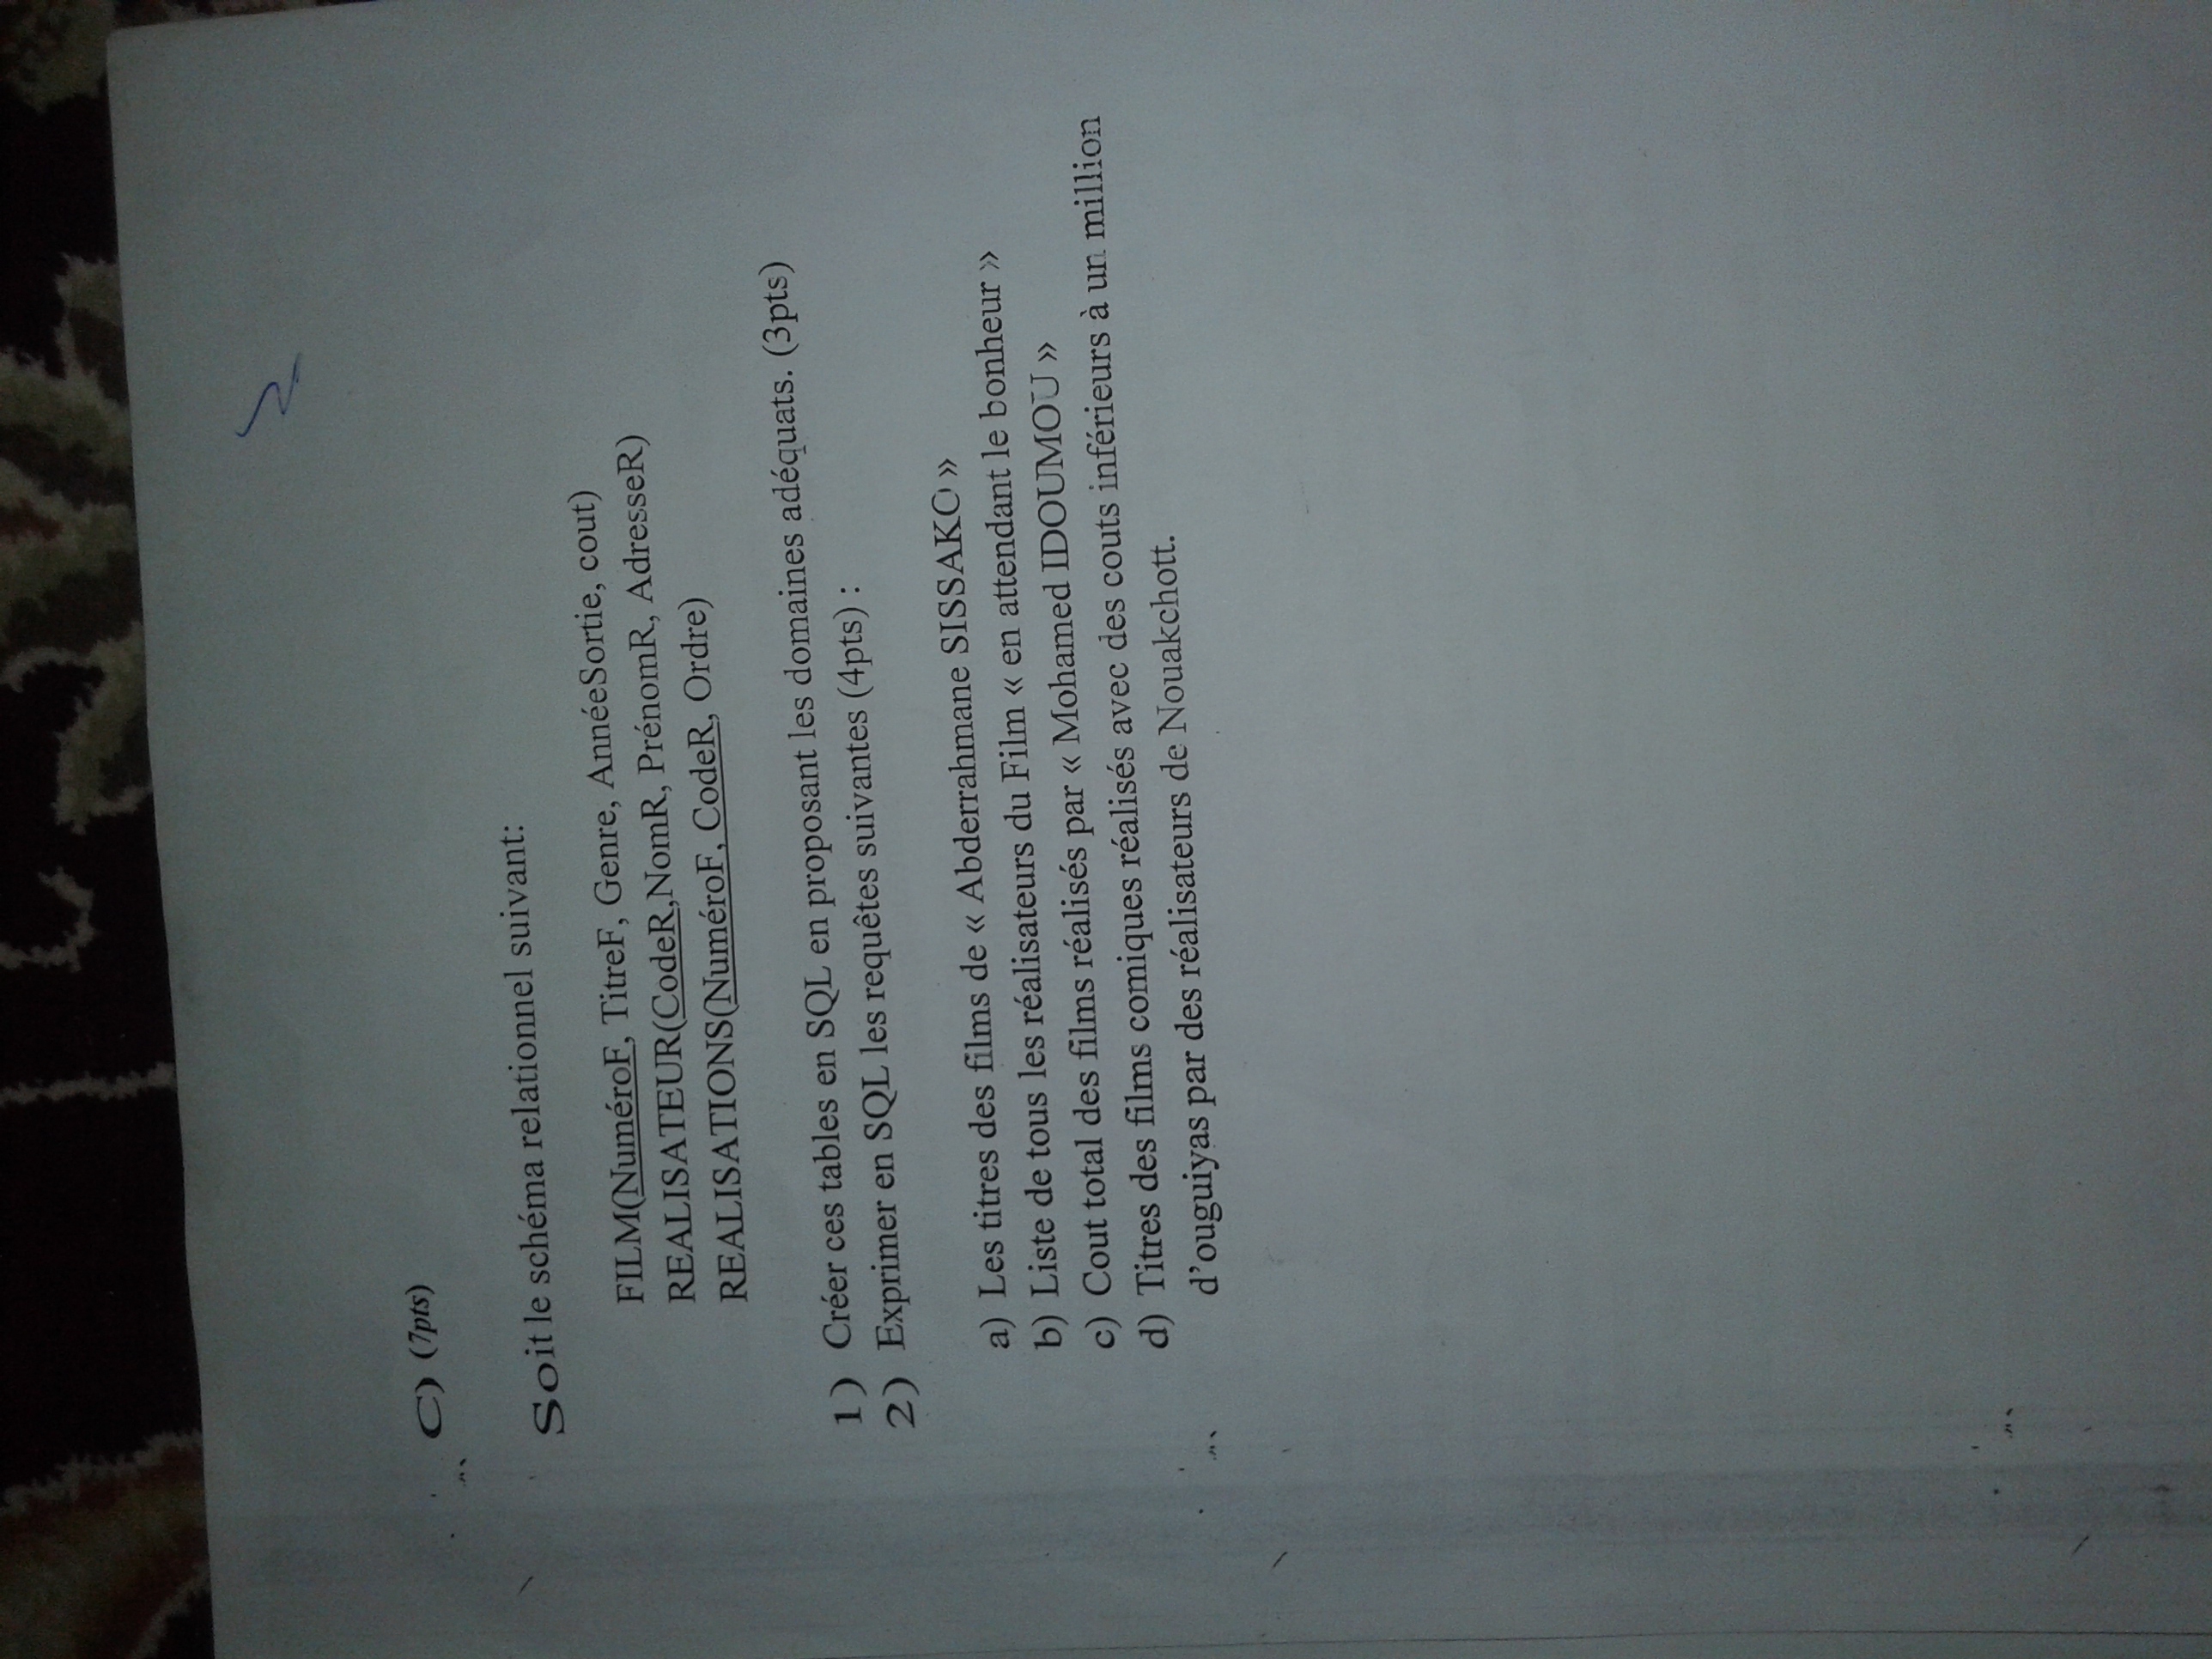 C) (7pts)
Soit le schéma relationnel suivant:
FILM(NuméroF, TitreF, Genre, AnnéeSortie, cout)
REALISATEUR(CodeR,NomR, PrénomR, AdresseR)
REALISATIONS(NuméroF, CodeR, Ordre)
1) Créer ces tables en SQL en proposant les domaines adéquats. (3pts)
2) Exprimer en SQL les requêtes suivantes (4pts) :
a) Les titres des films de « Abderrahmane SISSAKO »
b) Liste de tous les réalisateurs du Film « en attendant le bonheur »
c) Cout total des films réalisés par « Mohamed IDOUMOU »
d) Titres des films comiques réalisés avec des couts inférieurs à un million
d’ouguiyas par des réalisateurs de Nouakchott.